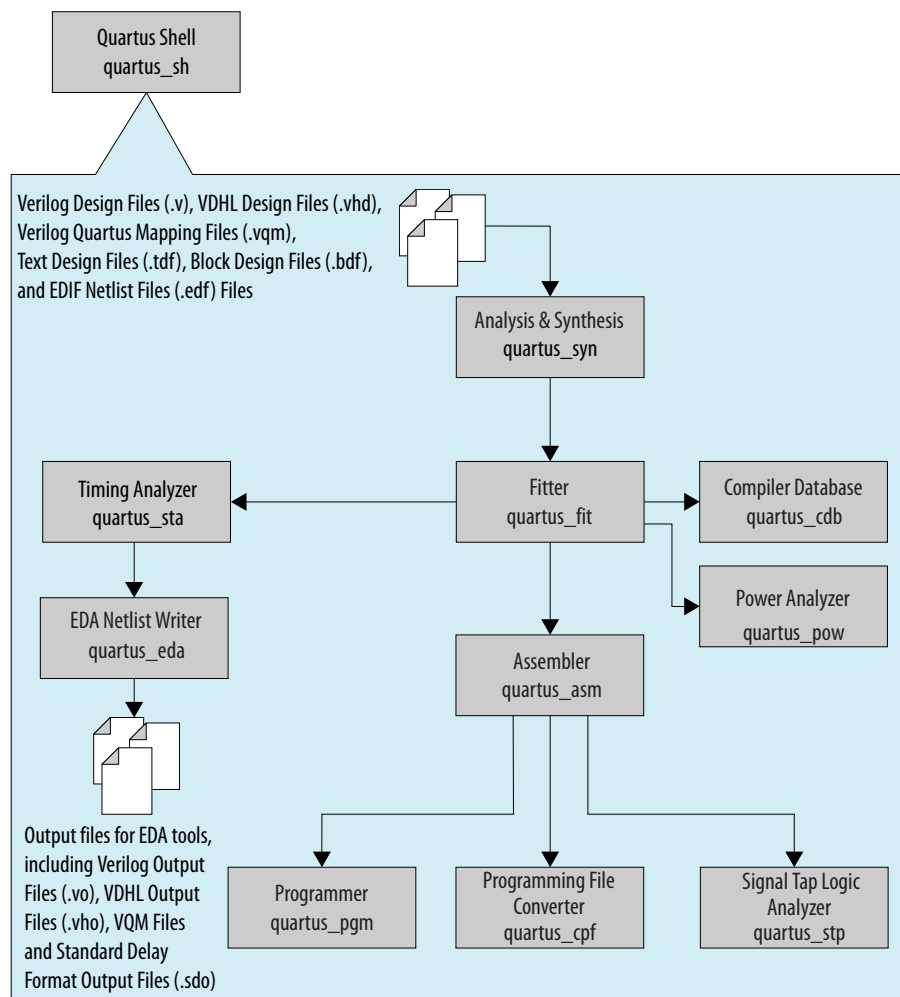 Quartus Shell
quartus_sh
Verilog Design Files (.v), VDHL Design Files (.vhd),
Verilog Quartus Mapping Files (.vqm),
Text Design Files (.tdf), Block Design Files (.bdf),
and EDIF Netlist Files (.edf) Files
Analysis & Synthesis
quartus_syn
Timing Analyzer
quartus_sta
Fitter
quartus_fit
Compiler Database
quartus_cdb
EDA Netlist Writer
quartus_eda
Power Analyzer
quartus_pow
Assembler
quartus_asm
Output files for EDA tools,
including Verilog Output
Files (.vo), VDHL Output
Files (.vho), VQM Files
and Standard Delay
Format Output Files (.sdo)
Programmer
quartus_pgm
Programming File
Converter
quartus_cpf
Signal Tap Logic
Analyzer
quartus_stp